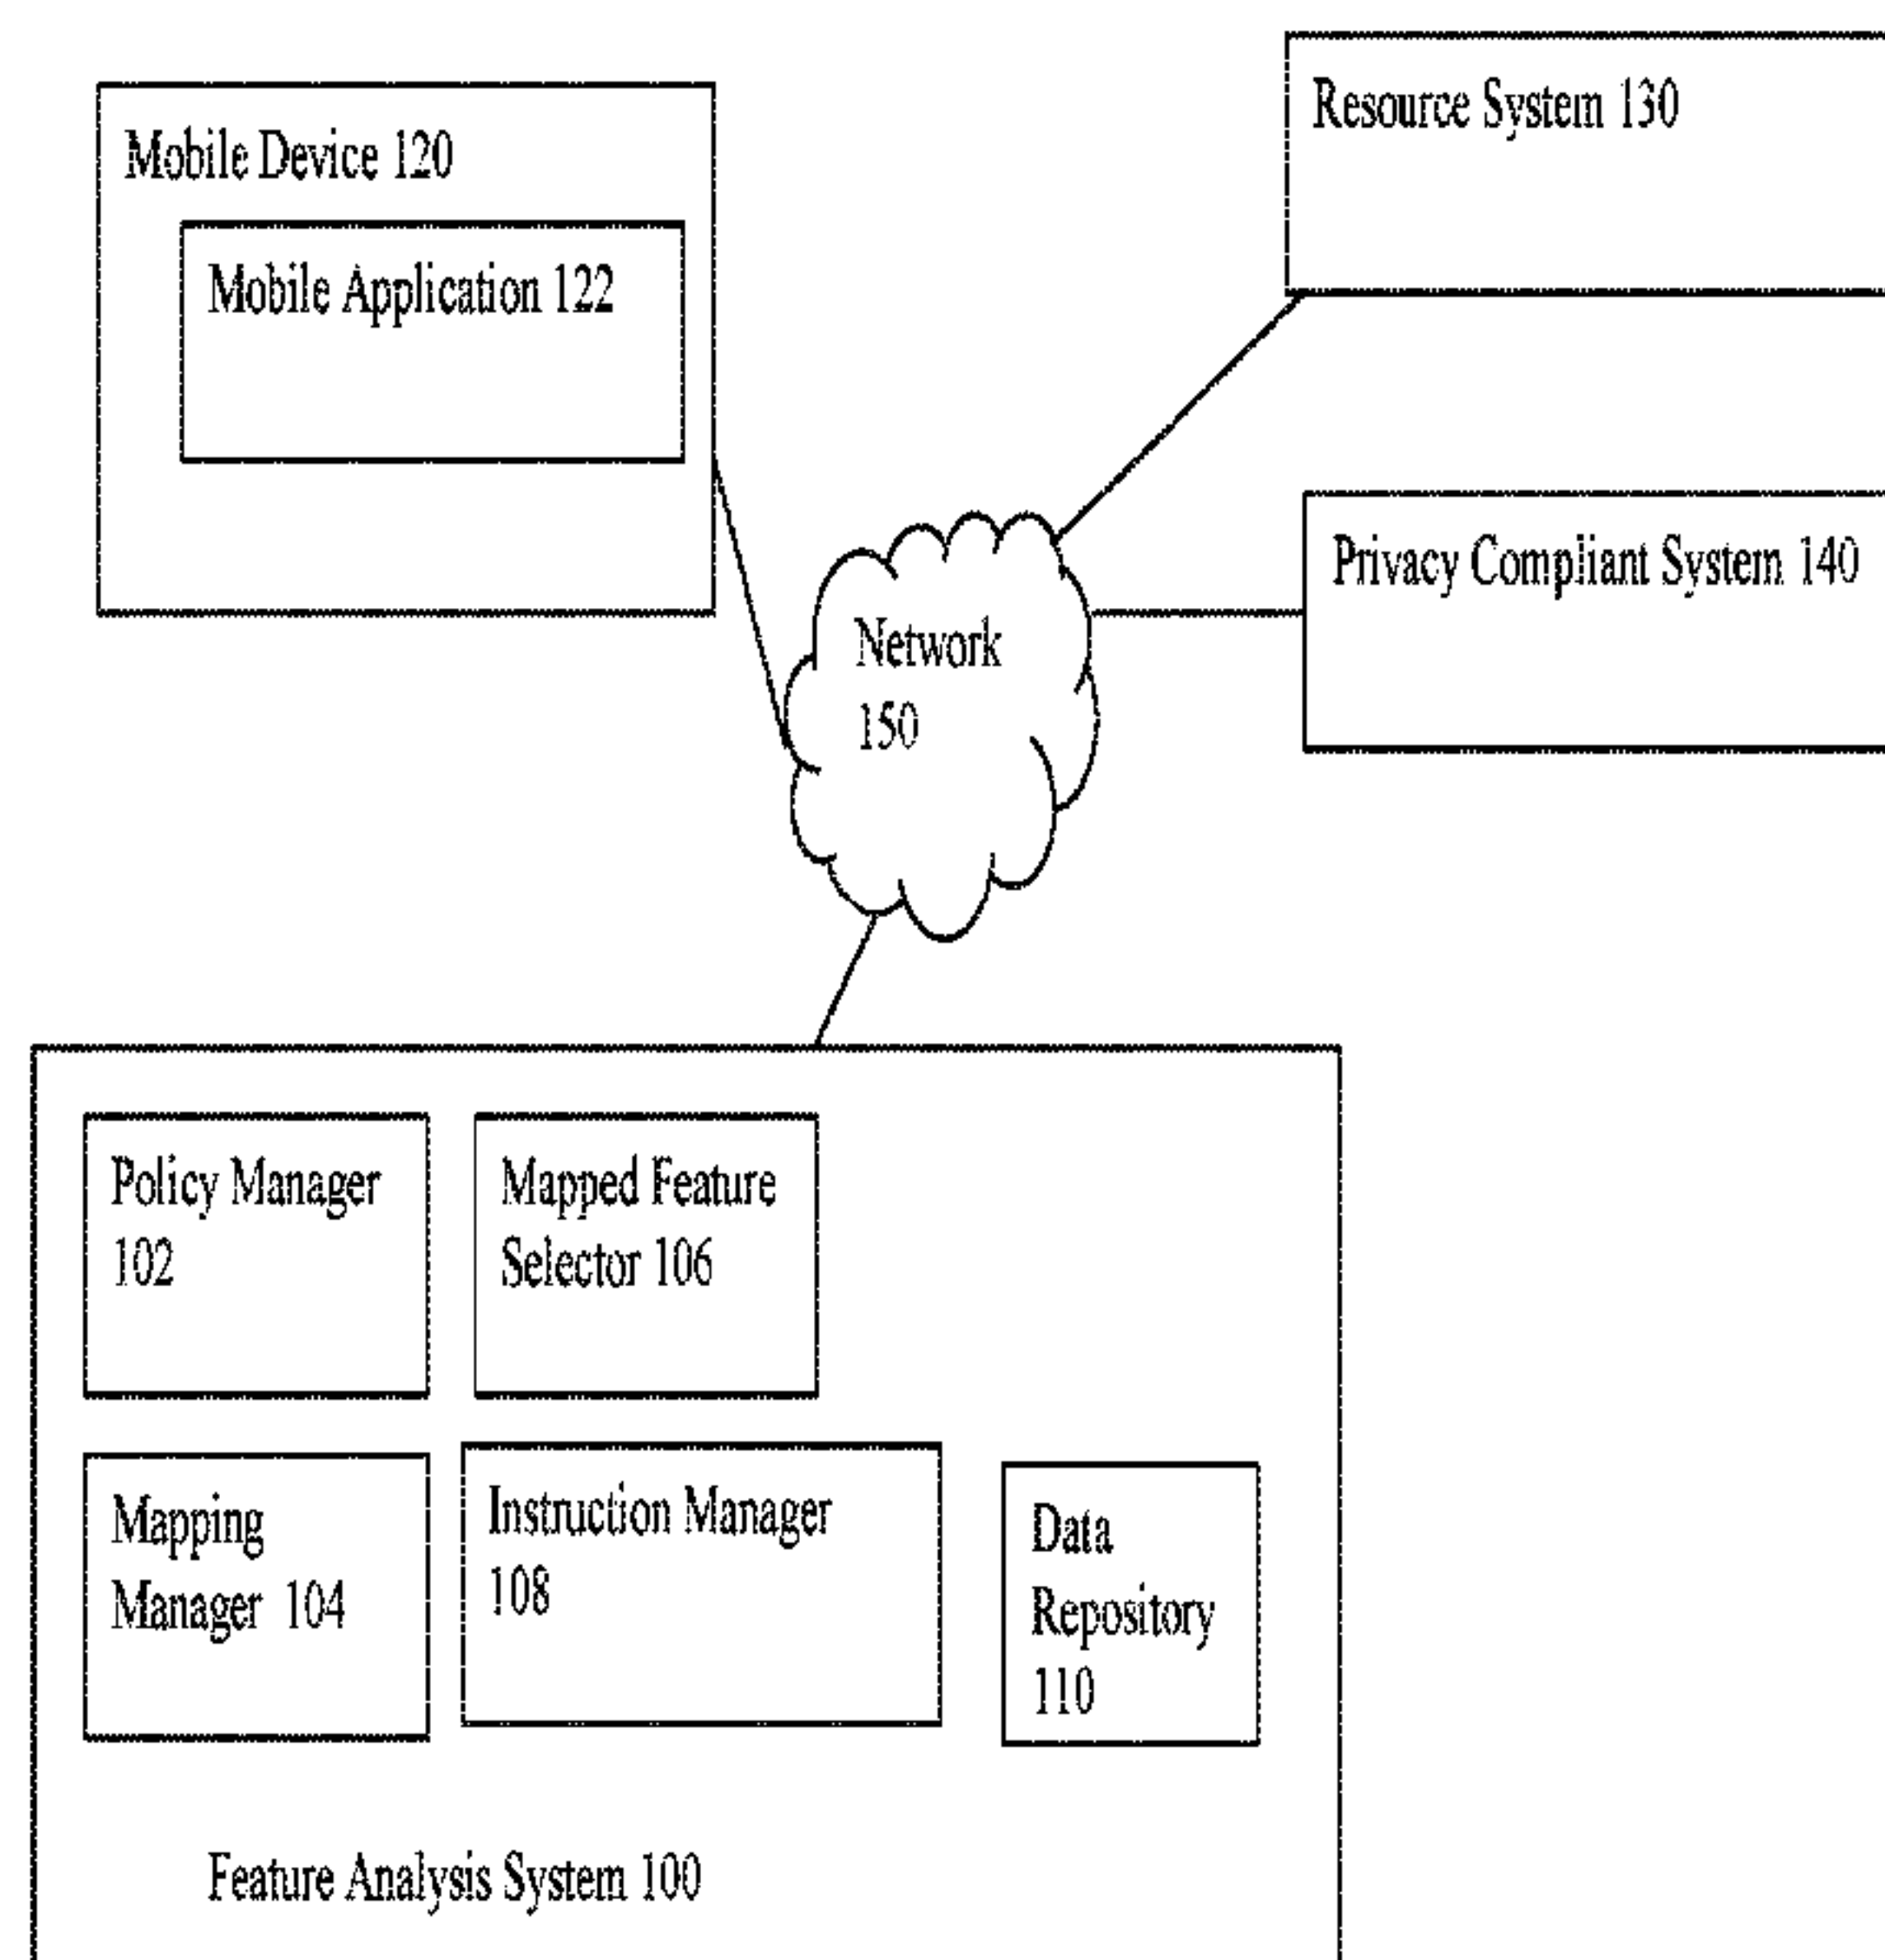 Resource System 130
Mobile Device 120
Mobile Application 122
Privacy Compliant System 140
Network
150
Policy Manager
102
Mapped Feature
Selector 106
Mapping
Manager 104
Instruction Manager
108
Data
Repository
110
Feature Analysis System 100